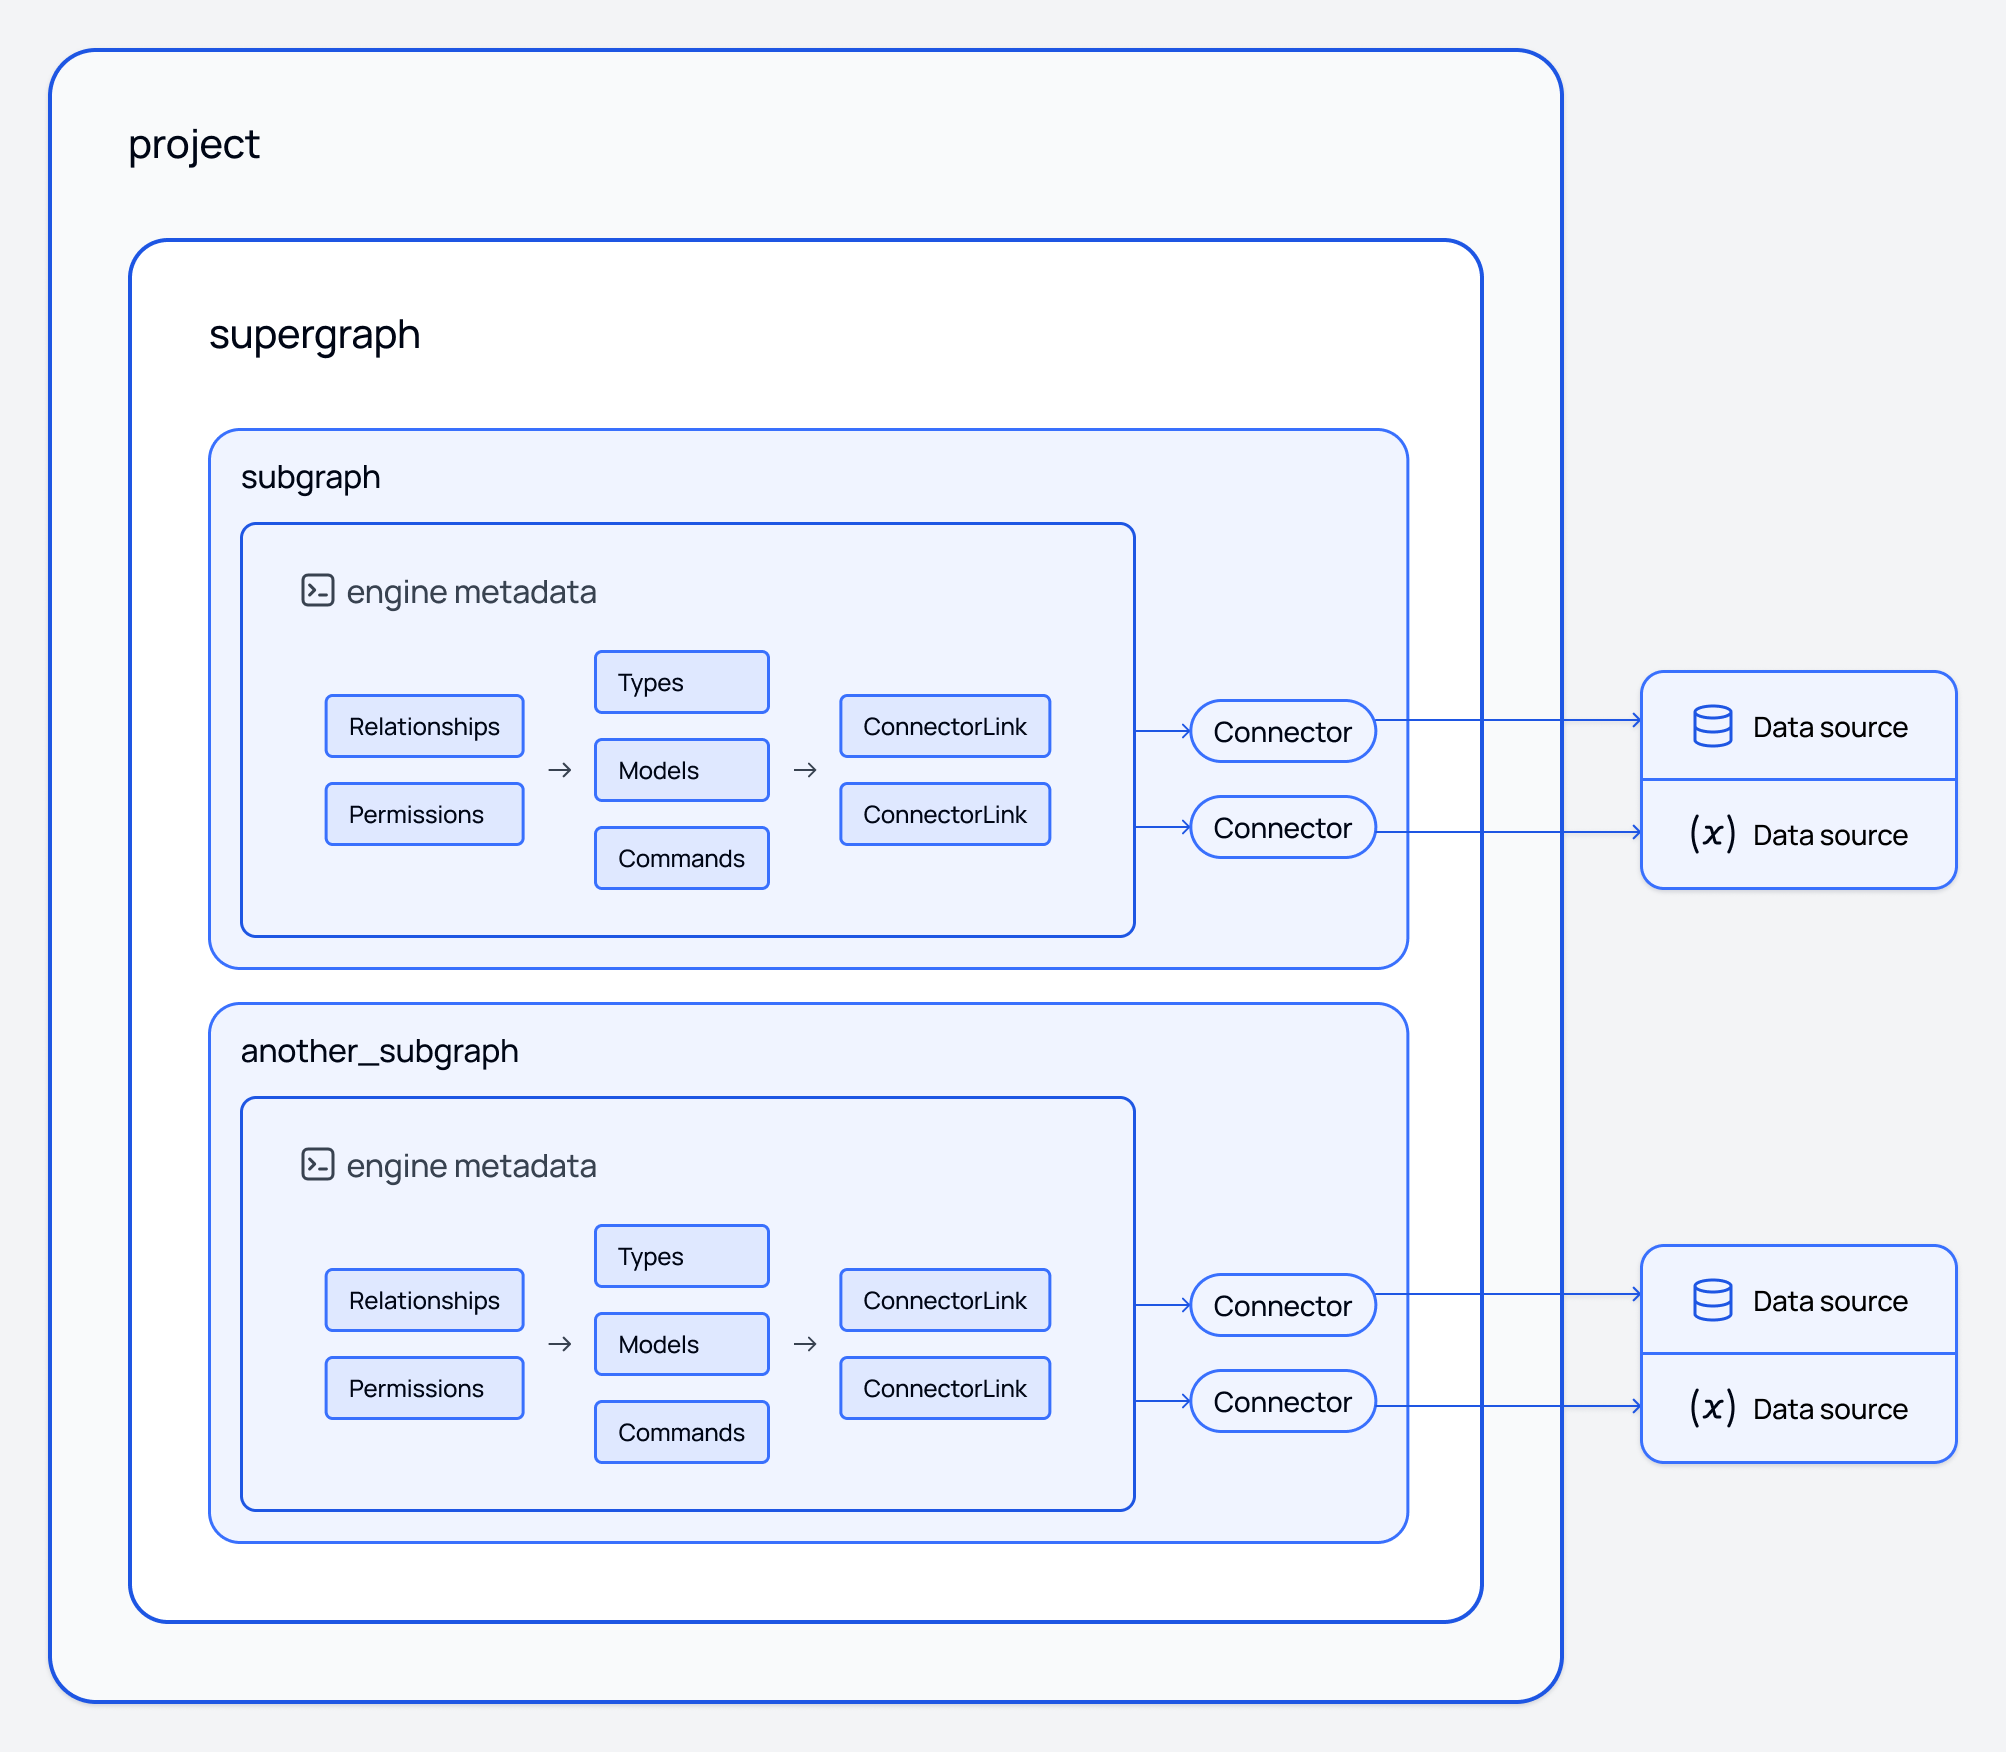 project
supergraph
subgraph
engine metadata
Types
Relationships
Models
Permissions
Commands
ConnectorLink
ConnectorLink
Connector
Connector
Data source
(x) Data source
another_subgraph
engine metadata
Types
Relationships
Models
Permissions
Commands
ConnectorLink
ConnectorLink
Connector
Connector
Data source
(x) Data source